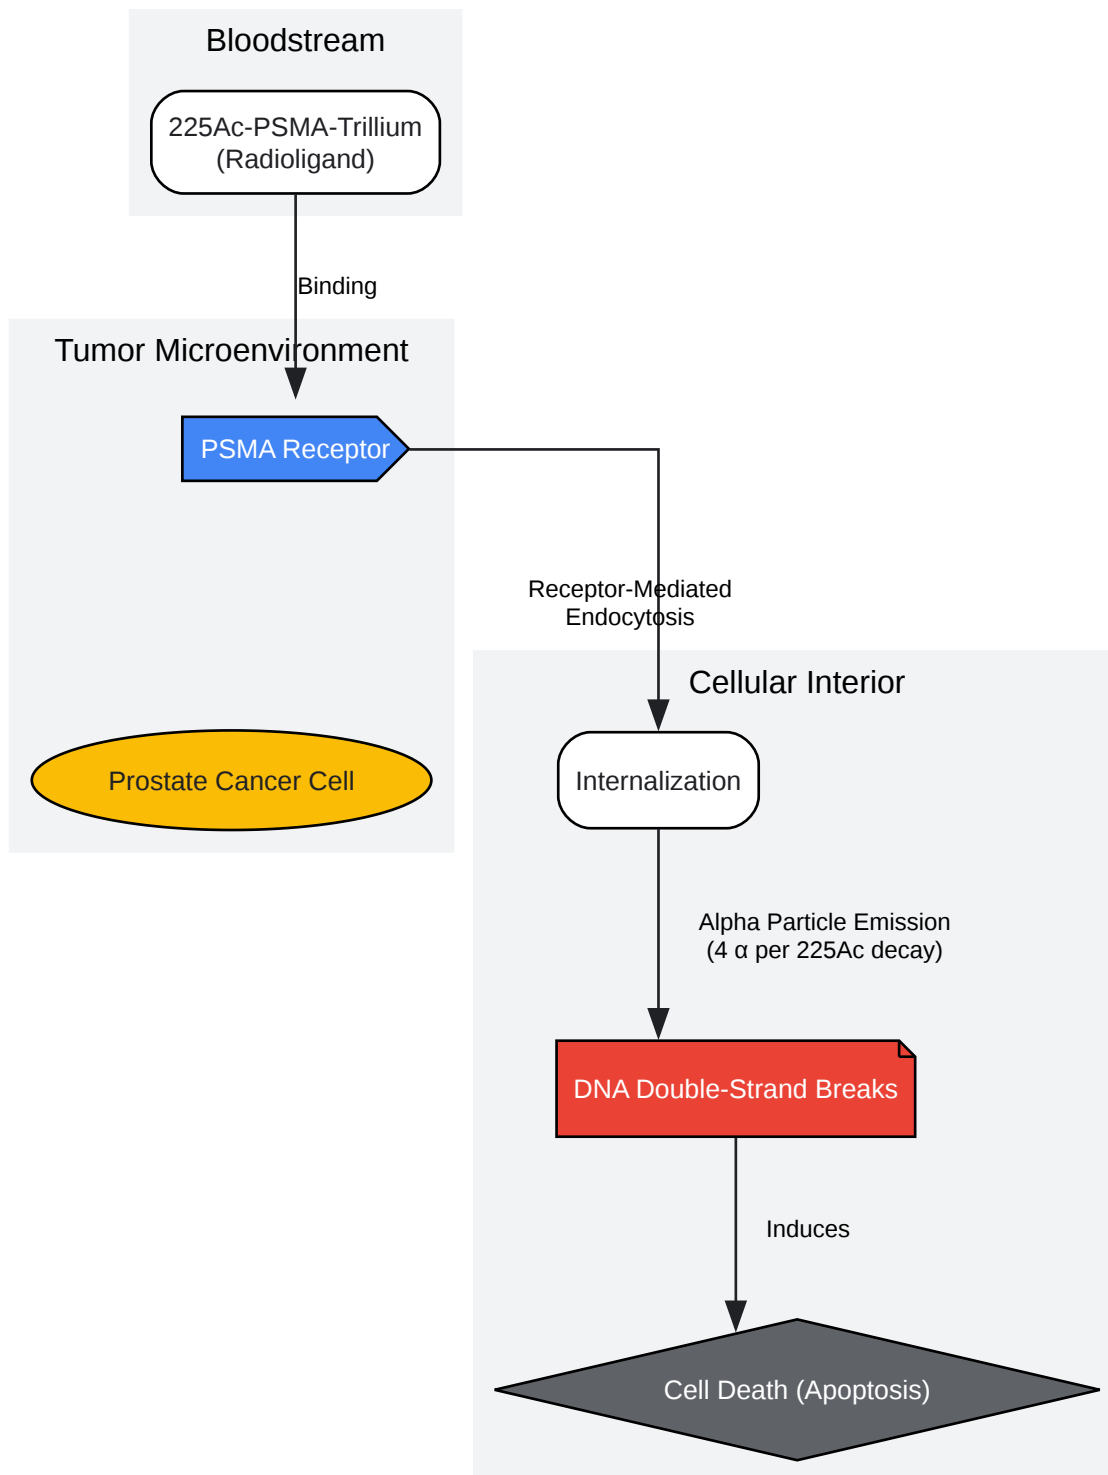 Bloodstream
225Ac-PSMA-Trillium
(Radioligand)
Binding
Tumor Microenvironment
PSMA Receptor
Receptor-Mediated
Endocytosis
Cellular Interior
Prostate Cancer Cell
Internalization
Alpha Particle Emission
(4 α per 225Ac decay)
DNA Double-Strand Breaks
Induces
Cell Death (Apoptosis)